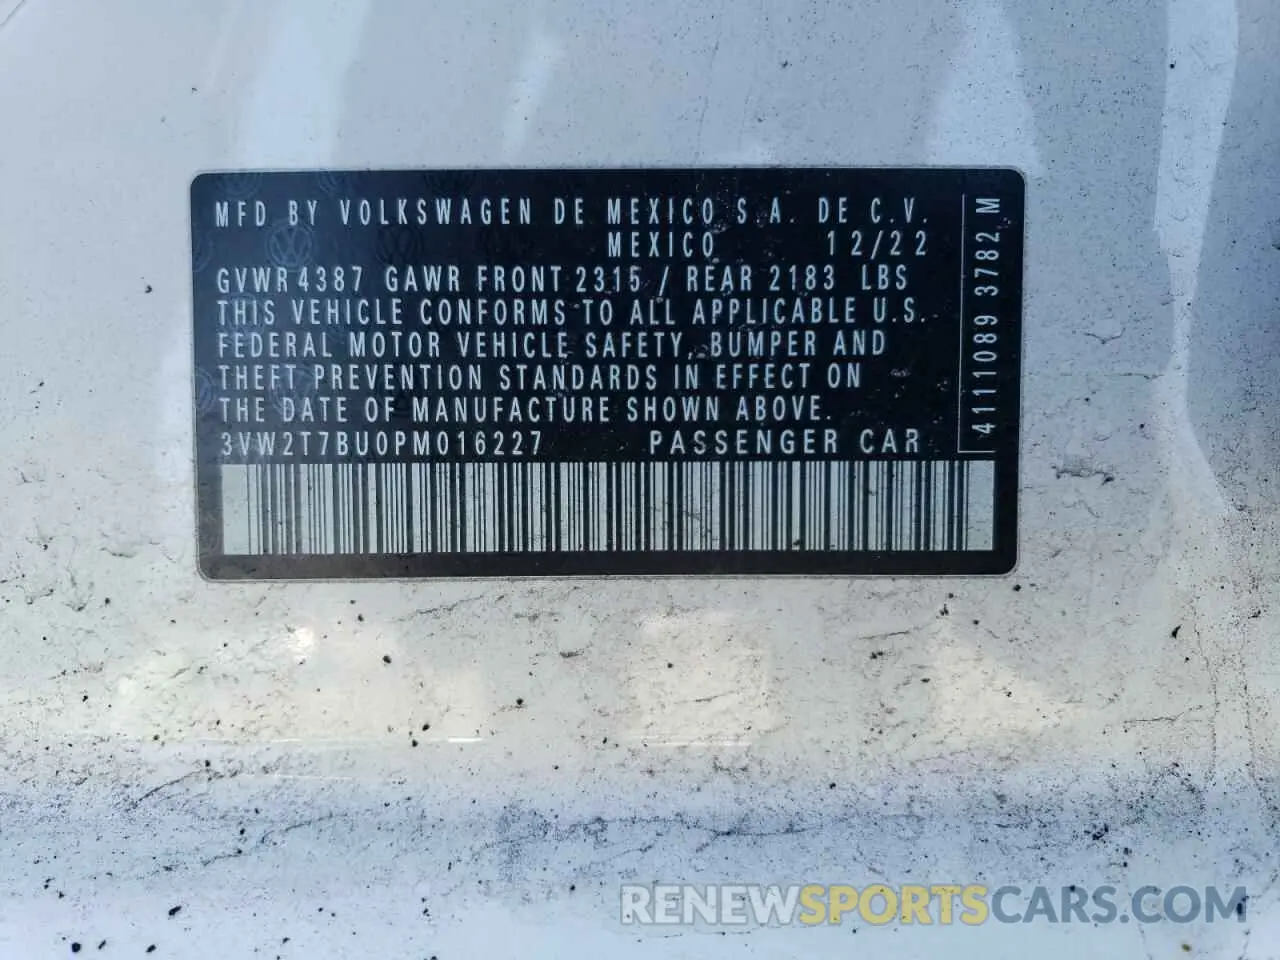 MFD BY VOLKSWAGEN DE MEXICO S.A. DE C.V.
MEXICO 12/22
GVWR 4387 GAWR FRONT 2315 / REAR 2183 LBS
THIS VEHICLE CONFORMS TO ALL APPLICABLE U.S.
FEDERAL MOTOR VEHICLE SAFETY, BUMPER AND
THEFT PREVENTION STANDARDS IN EFFECT ON
THE DATE OF MANUFACTURE SHOWN ABOVE.
3VW2T7BU0PM016227 PASSENGER CAR
4111089 3782 M
RENEWSPORTSCARS.COM